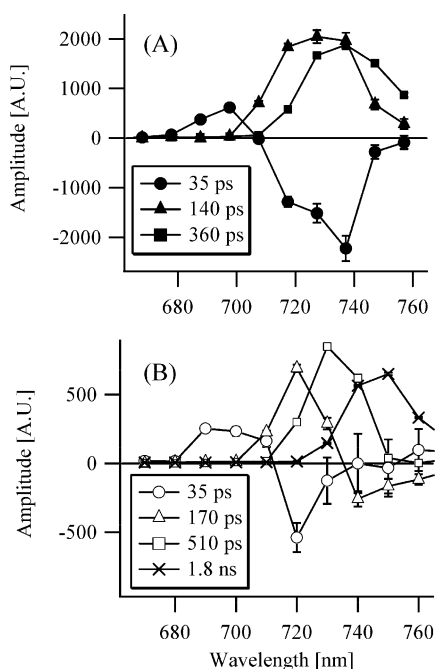 (A)
Amplitude [A.U.]
2000
1000
0
-1000
-2000
35 ps
140 ps
360 ps
680 700 720 740 760
(B)
Amplitude [A.U.]
500
0
-500
35 ps
170 ps
510 ps
1.8 ns
680 700 720 740 760
Wavelength [nm]